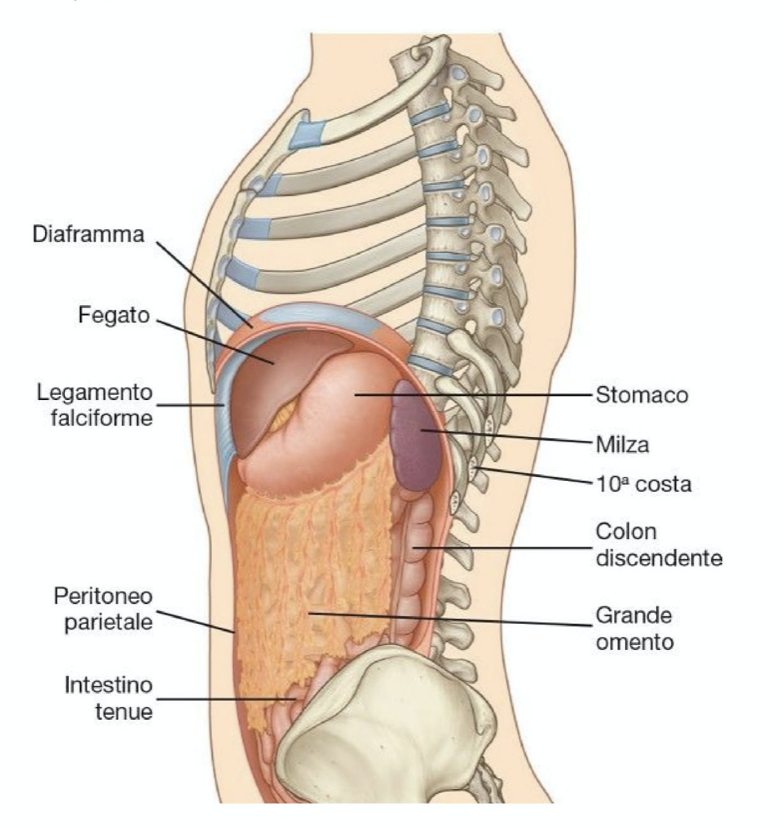 Diaframma
Fegato
Legamento
falciforme
Peritoneo
parietale
Intestino
tenue
Stomaco
Milza
10ª costa
Colon
discendente
Grande
omento